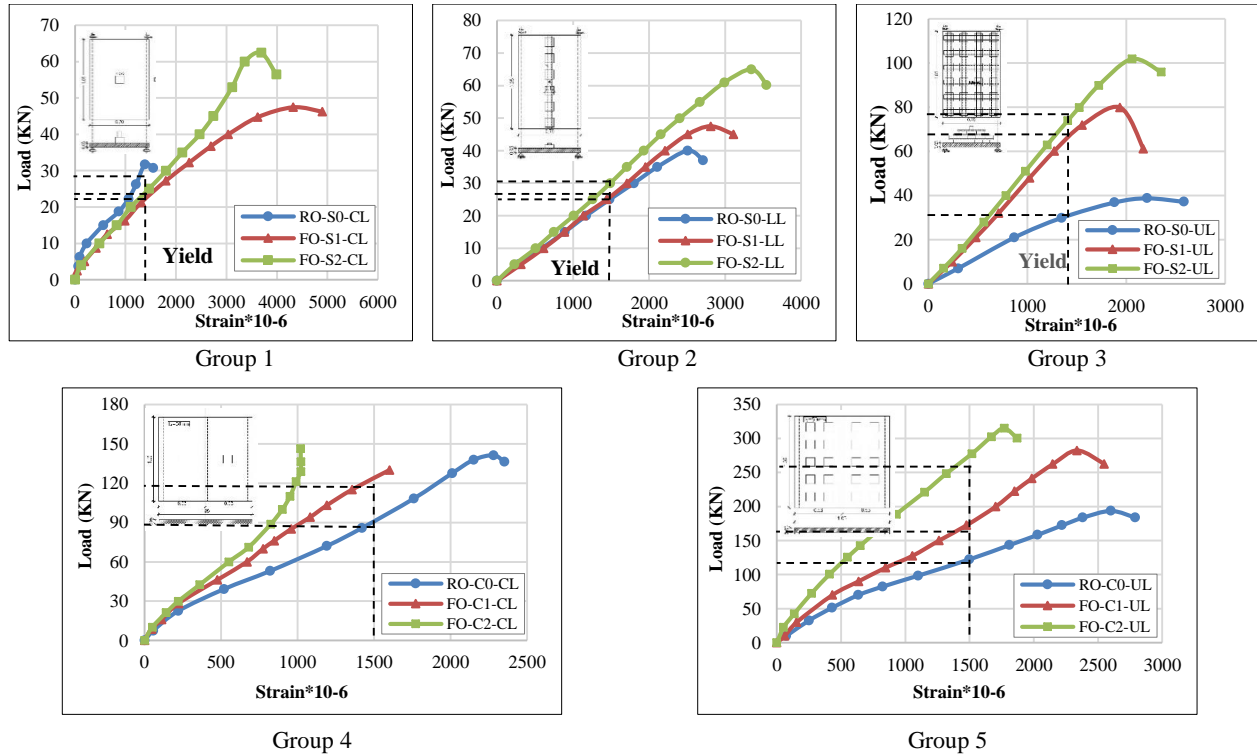 70
60
50
40
30
20
10
0
0 1000 2000 3000 4000 5000 6000
Load (KN)
Strain*10-6
Yield
RO-S0-CL
FO-S1-CL
FO-S2-CL
Group 1
80
70
60
50
40
30
20
10
0
0 1000 2000 3000 4000
Load (KN)
Strain*10-6
Yield
RO-S0-LL
FO-S1-LL
FO-S2-LL
Group 2
120
100
80
60
40
20
0
0 1000 2000 3000
Load (KN)
Strain*10-6
Yield
RO-S0-UL
FO-S1-UL
FO-S2-UL
Group 3
180
150
120
90
60
30
0
0 500 1000 1500 2000 2500
Load (KN)
Strain*10-6
RO-C0-CL
FO-C1-CL
FO-C2-CL
Group 4
350
300
250
200
150
100
50
0
0 500 1000 1500 2000 2500 3000
Load (KN)
Strain*10-6
RO-C0-UL
FO-C1-UL
FO-C2-UL
Group 5